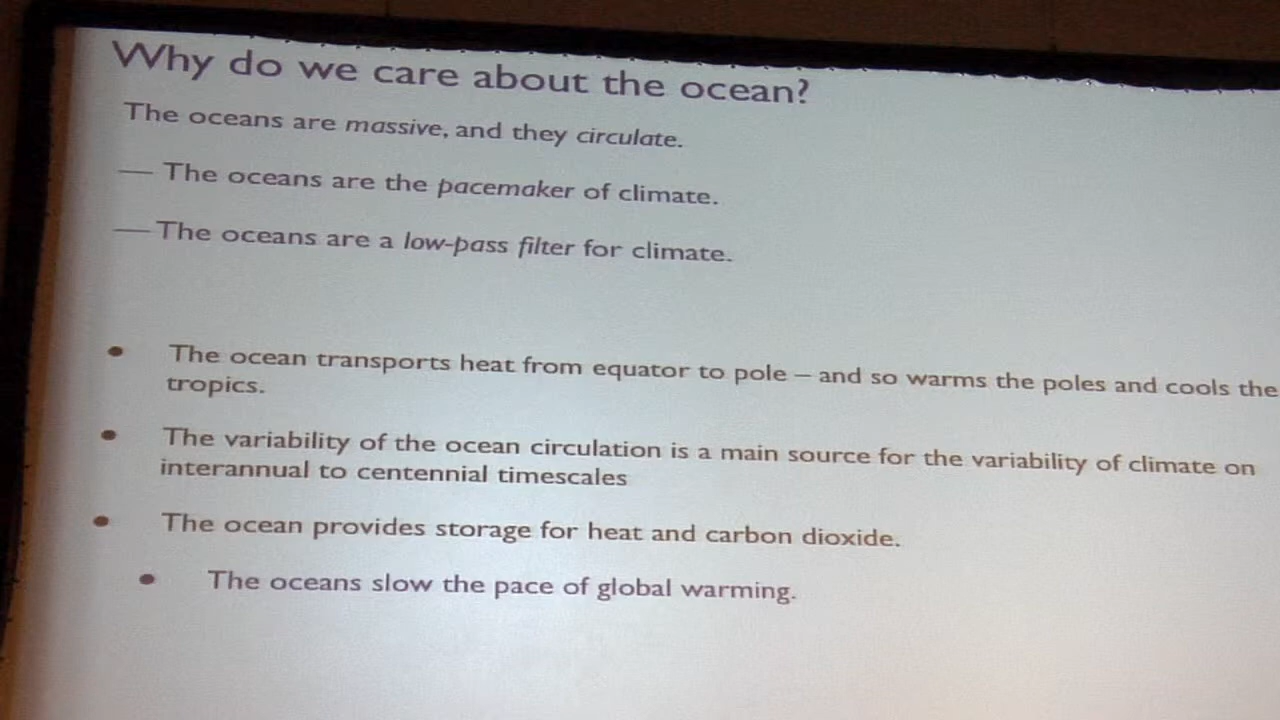 Why do we care about the ocean?
The oceans are massive, and they circulate.
— The oceans are the pacemaker of climate.
— The oceans are a low-pass filter for climate.
• The ocean transports heat from equator to pole – and so warms the poles and cools the
tropics.
• The variability of the ocean circulation is a main source for the variability of climate on
interannual to centennial timescales
• The ocean provides storage for heat and carbon dioxide.
• The oceans slow the pace of global warming.